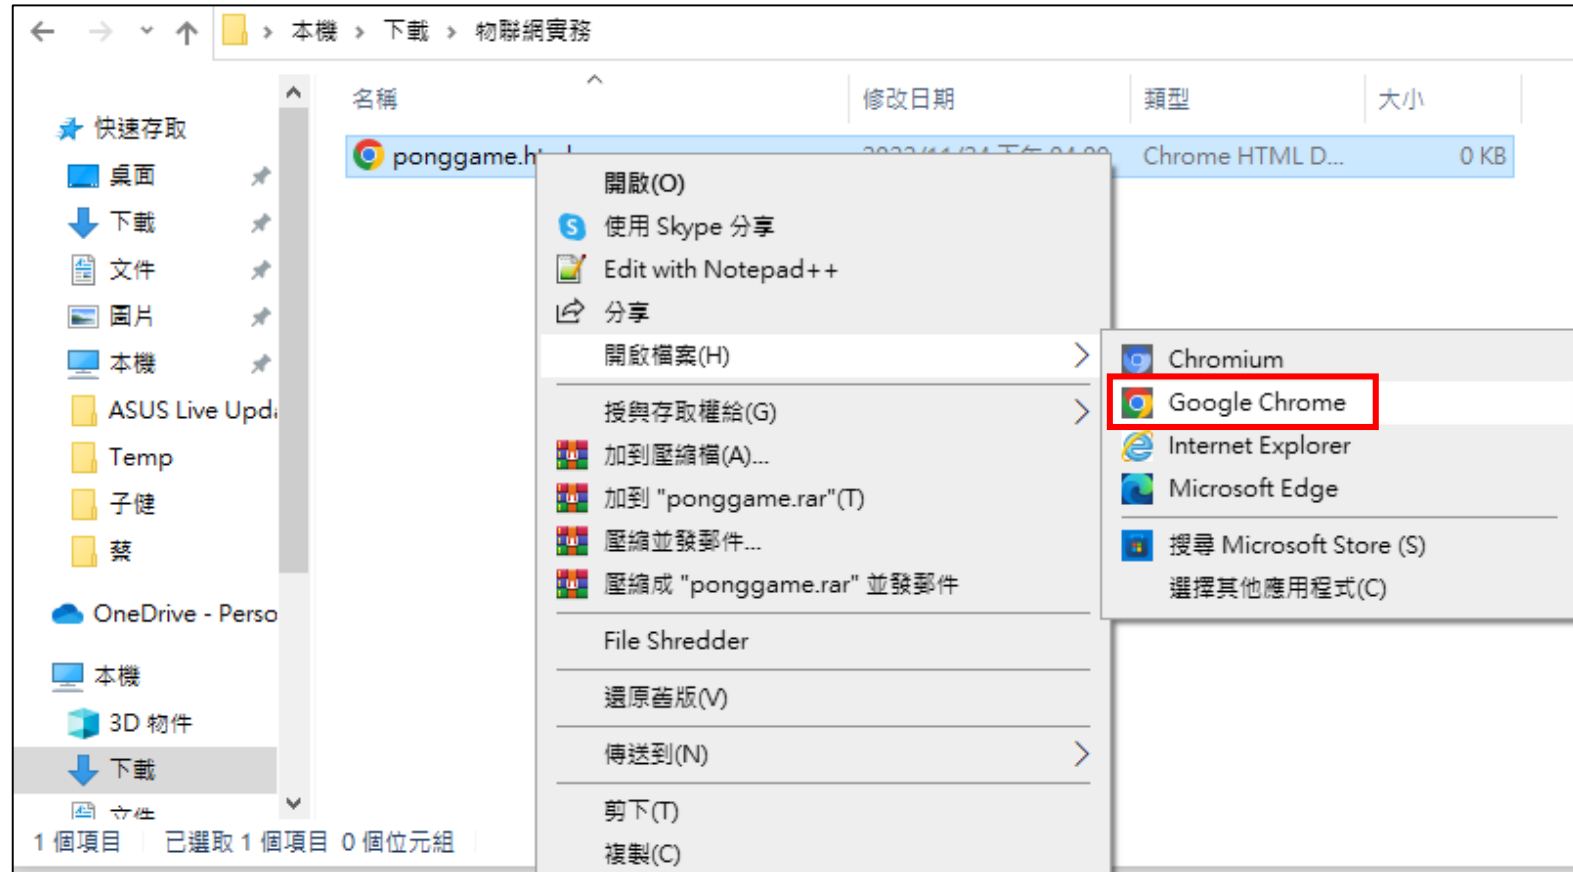 本機 › 下載 › 物聯網實務
名稱 修改日期 類型 大小
ponggame.h Chrome HTML D... 0 KB
快速存取
桌面
下載
文件
圖片
本機
ASUS Live Upd
Temp
子健
蔡
OneDrive - Perso
本機
3D 物件
下載
文件
1 個項目 已選取 1 個項目 0 個位元組
開啟(O)
使用 Skype 分享
Edit with Notepad++
分享
開啟檔案(H)
授與存取權給(G)
加到壓縮檔(A)...
加到 "ponggame.rar"(T)
壓縮並發郵件...
壓縮成 "ponggame.rar" 並發郵件
File Shredder
還原舊版(V)
傳送到(N)
剪下(T)
複製(C)
Chromium
Google Chrome
Internet Explorer
Microsoft Edge
搜尋 Microsoft Store (S)
選擇其他應用程式(C)